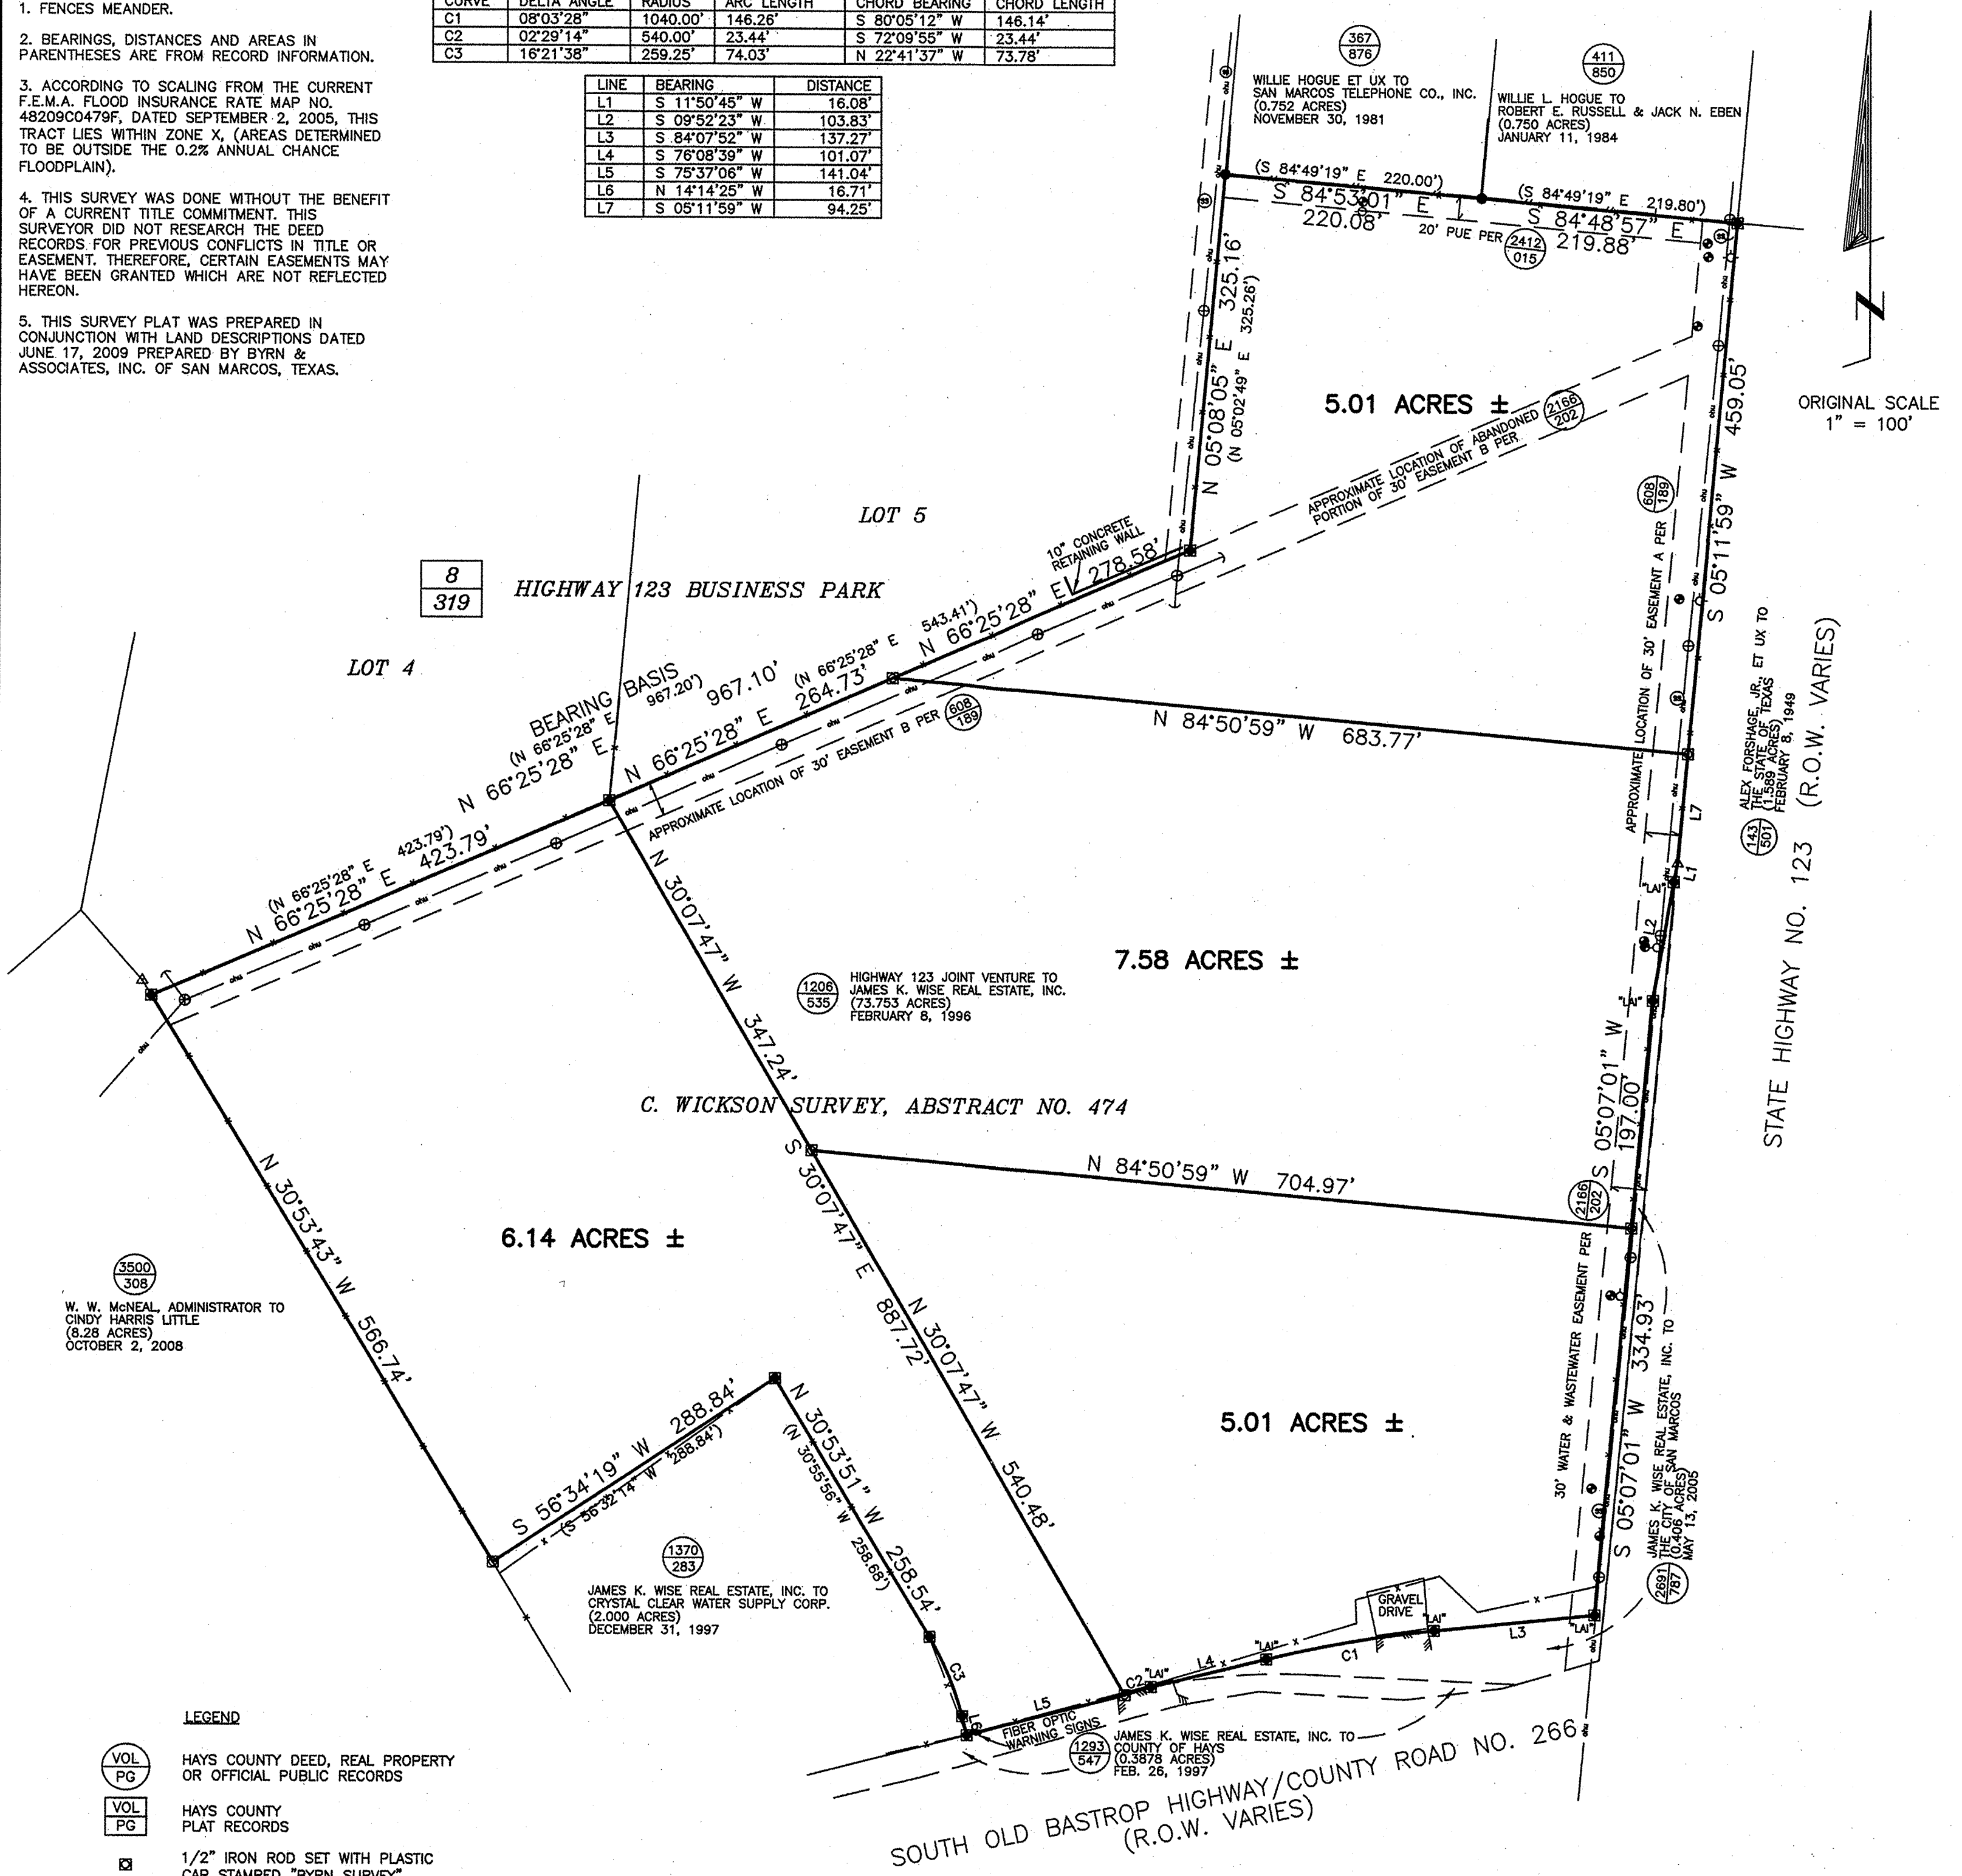 1. FENCES MEANDER.
2. BEARINGS, DISTANCES AND AREAS IN
PARENTHESES ARE FROM RECORD INFORMATION.
3. ACCORDING TO SCALING FROM THE CURRENT
F.E.M.A. FLOOD INSURANCE RATE MAP NO.
48209C0479F, DATED SEPTEMBER 2, 2005, THIS
TRACT LIES WITHIN ZONE X, (AREAS DETERMINED
TO BE OUTSIDE THE 0.2% ANNUAL CHANCE
FLOODPLAIN).
4. THIS SURVEY WAS DONE WITHOUT THE BENEFIT
OF A CURRENT TITLE COMMITMENT. THIS
SURVEYOR DID NOT RESEARCH THE DEED
RECORDS FOR PREVIOUS CONFLICTS IN TITLE OR
EASEMENT. THEREFORE, CERTAIN EASEMENTS MAY
HAVE BEEN GRANTED WHICH ARE NOT REFLECTED
HEREON.
5. THIS SURVEY PLAT WAS PREPARED IN
CONJUNCTION WITH LAND DESCRIPTIONS DATED
JUNE 17, 2009 PREPARED BY BYRN &
ASSOCIATES, INC. OF SAN MARCOS, TEXAS.
CURVE DELTA ANGLE RADIUS ARC LENGTH CHORD BEARING CHORD LENGTH
C1 08°03'28" 1040.00' 146.26' S 80°05'12" W 146.14'
C2 02°29'14" 540.00' 23.44' S 72°09'55" W 23.44'
C3 16°21'38" 259.25' 74.03' N 22°41'37" W 73.78'
LINE BEARING DISTANCE
L1 S 11°50'45" W 16.08'
L2 S 09°52'23" W 103.83'
L3 S 84°07'52" W 137.27'
L4 S 76°08'39" W 101.07'
L5 S 75°37'06" W 141.04'
L6 N 14°14'25" W 16.71'
L7 S 05°11'59" W 94.25'
367
876
WILLIE HOGUE ET UX TO
SAN MARCOS TELEPHONE CO., INC.
(0.752 ACRES)
NOVEMBER 30, 1981
411
850
WILLIE L. HOGUE TO
ROBERT E. RUSSELL & JACK N. EBEN
(0.750 ACRES)
JANUARY 11, 1984
(S 84°49'19" E 220.00')
S 84°53'01" E
220.08'
(S 84°49'19" E 219.80')
S 84°48'57" E
219.88'
20' PUE PER
2412
015
N 05°08'05" E 325.16'
(N 05°02'49" E 325.26')
5.01 ACRES ±
ORIGINAL SCALE
1" = 100'
N
APPROXIMATE LOCATION OF ABANDONED
PORTION OF 30' EASEMENT B PER
2166
202
S 05°11'59" W 459.05'
APPROXIMATE LOCATION OF 30' EASEMENT A PER
608
189
LOT 5
8
319
HIGHWAY 123 BUSINESS PARK
LOT 4
10" CONCRETE
RETAINING WALL
N 66°25'28" E 278.58'
(N 66°25'28" E 543.41')
N 66°25'28" E 264.73'
BEARING BASIS
(N 66°25'28" E 967.20')
N 66°25'28" E 967.10'
(N 66°25'28" E 423.79')
N 66°25'28" E 423.79'
APPROXIMATE LOCATION OF 30' EASEMENT B PER
608
189
N 84°50'59" W 683.77'
L7
L1
"LAI"
L2
"LAI"
143
501
ALEX FORSHAGE, JR., ET UX TO
THE STATE OF TEXAS
(1.589 ACRES)
FEBRUARY 8, 1949
STATE HIGHWAY NO. 123 (R.O.W. VARIES)
N 30°07'47" W 347.24'
7.58 ACRES ±
1206
535
HIGHWAY 123 JOINT VENTURE TO
JAMES K. WISE REAL ESTATE, INC.
(73.753 ACRES)
FEBRUARY 8, 1996
C. WICKSON SURVEY, ABSTRACT NO. 474
S 05°07'01" W
197.00'
N 84°50'59" W 704.97'
S 30°07'47" E 887.72'
N 30°07'47" W 540.48'
N 30°53'43" W 566.74'
6.14 ACRES ±
3500
308
W. W. McNEAL, ADMINISTRATOR TO
CINDY HARRIS LITTLE
(8.28 ACRES)
OCTOBER 2, 2008
S 56°34'19" W 288.84'
(S 56°32'14" W 288.84')
N 30°53'51" W 258.54'
(N 30°55'56" W 258.68')
1370
283
JAMES K. WISE REAL ESTATE, INC. TO
CRYSTAL CLEAR WATER SUPPLY CORP.
(2.000 ACRES)
DECEMBER 31, 1997
5.01 ACRES ±
30' WATER & WASTEWATER EASEMENT PER
2166
202
S 05°07'01" W 334.93'
2691
787
JAMES K. WISE REAL ESTATE, INC. TO
THE CITY OF SAN MARCOS
(0.406 ACRES)
MAY 13, 2005
GRAVEL
DRIVE
"LAI"
L3
"LAI"
C1
"LAI"
L4
C2
"LAI"
L5
C3
L6
FIBER OPTIC
WARNING SIGNS
1293
547
JAMES K. WISE REAL ESTATE, INC. TO
COUNTY OF HAYS
(0.3878 ACRES)
FEB. 26, 1997
SOUTH OLD BASTROP HIGHWAY/COUNTY ROAD NO. 266
(R.O.W. VARIES)
LEGEND
VOL
PG
HAYS COUNTY DEED, REAL PROPERTY
OR OFFICIAL PUBLIC RECORDS
VOL
PG
HAYS COUNTY
PLAT RECORDS
1/2" IRON ROD SET WITH PLASTIC
CAP STAMPED "BYRN SURVEY"